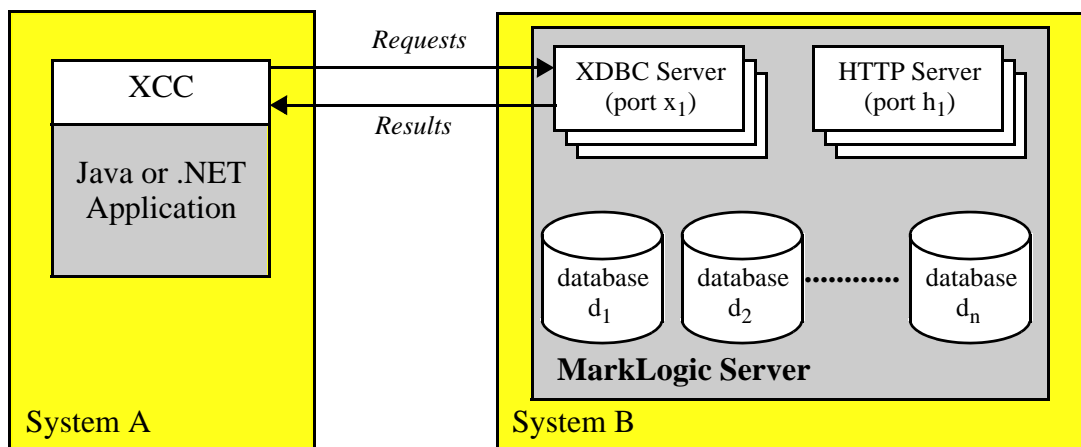 XCC
Java or .NET
Application
System A
Requests
Results
XDBC Server
(port x1)
HTTP Server
(port h1)
database
d1
database
d2
database
dn
MarkLogic Server
System B